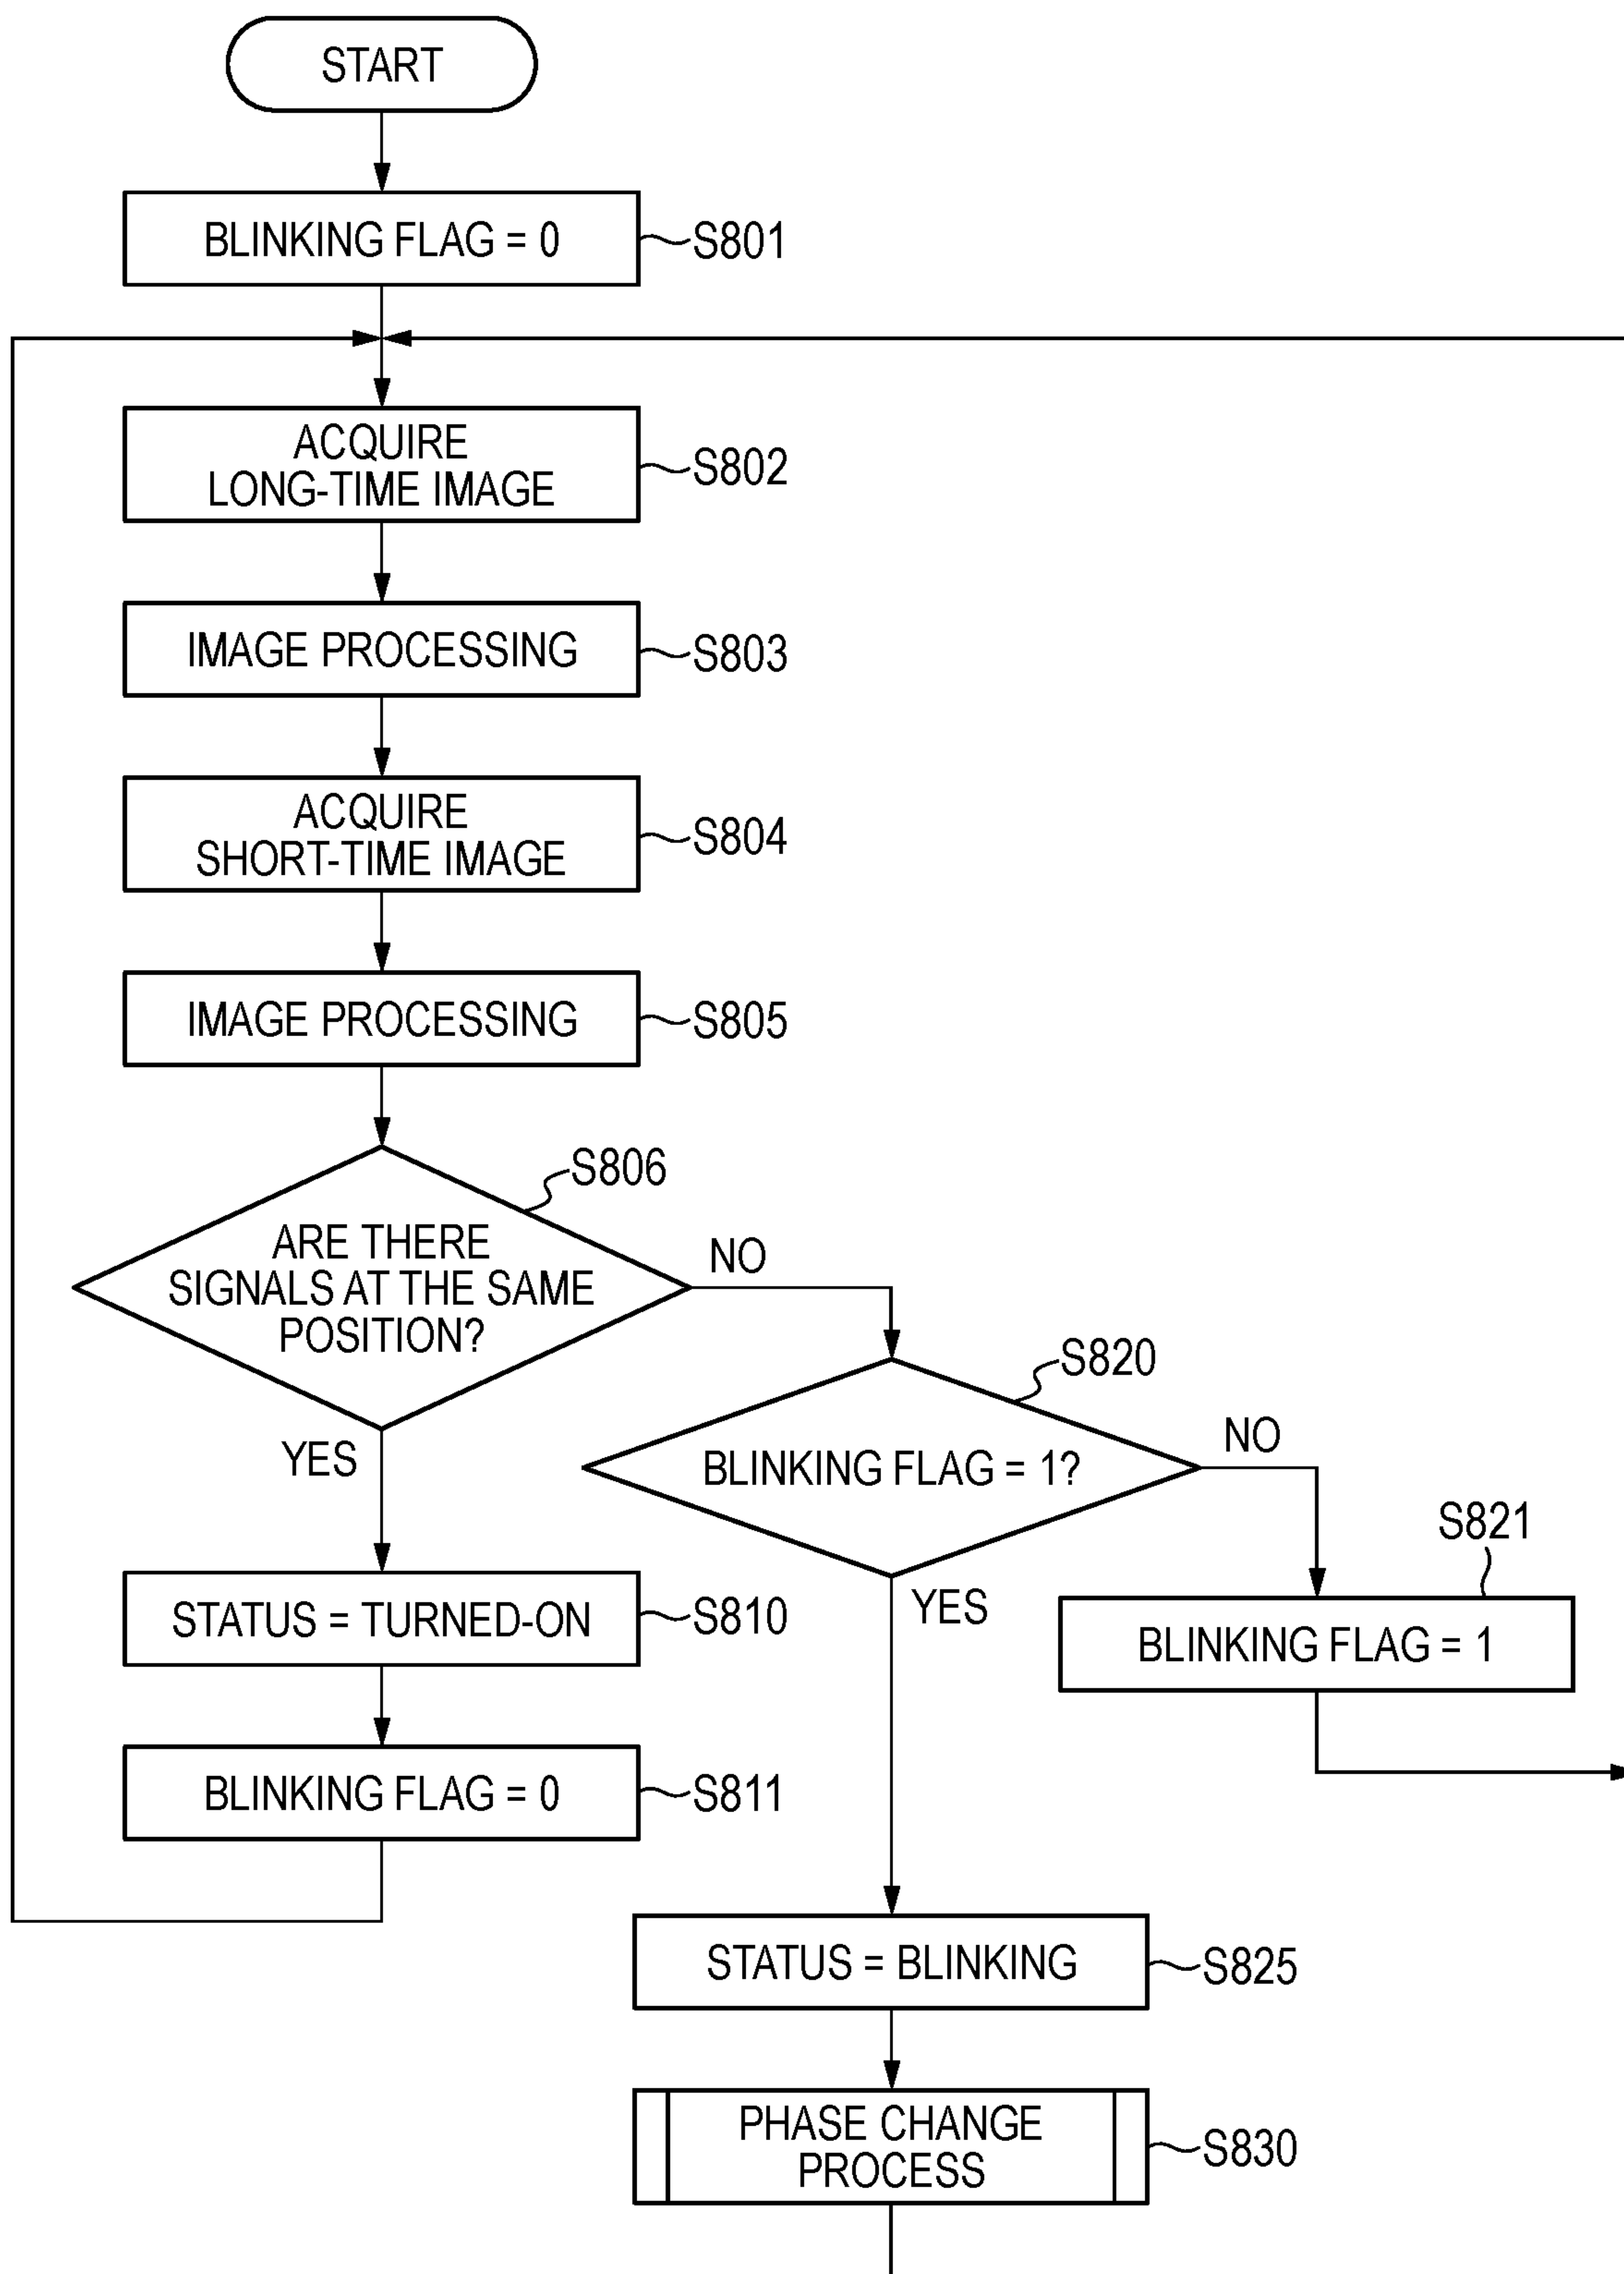 START
BLINKING FLAG = 0
S801
ACQUIRE
LONG-TIME IMAGE
S802
IMAGE PROCESSING
S803
ACQUIRE
SHORT-TIME IMAGE
S804
IMAGE PROCESSING
S805
S806
ARE THERE
SIGNALS AT THE SAME
POSITION?
NO
YES
S820
BLINKING FLAG = 1?
NO
YES
S821
BLINKING FLAG = 1
STATUS = TURNED-ON
S810
BLINKING FLAG = 0
S811
STATUS = BLINKING
S825
PHASE CHANGE
PROCESS
S830